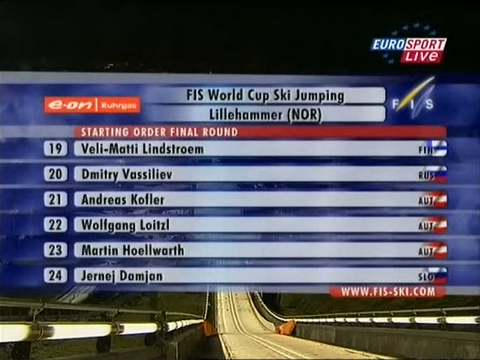 EUROSPORT
LIVE
e·on Ruhrgas
FIS World Cup Ski Jumping
Lillehammer (NOR)
FIS
STARTING ORDER FINAL ROUND
19 Veli-Matti Lindstroem FIN
20 Dmitry Vassiliev RUS
21 Andreas Kofler AUT
22 Wolfgang Loitzl AUT
23 Martin Hoellwarth AUT
24 Jernej Damjan SLO
WWW.FIS-SKI.COM